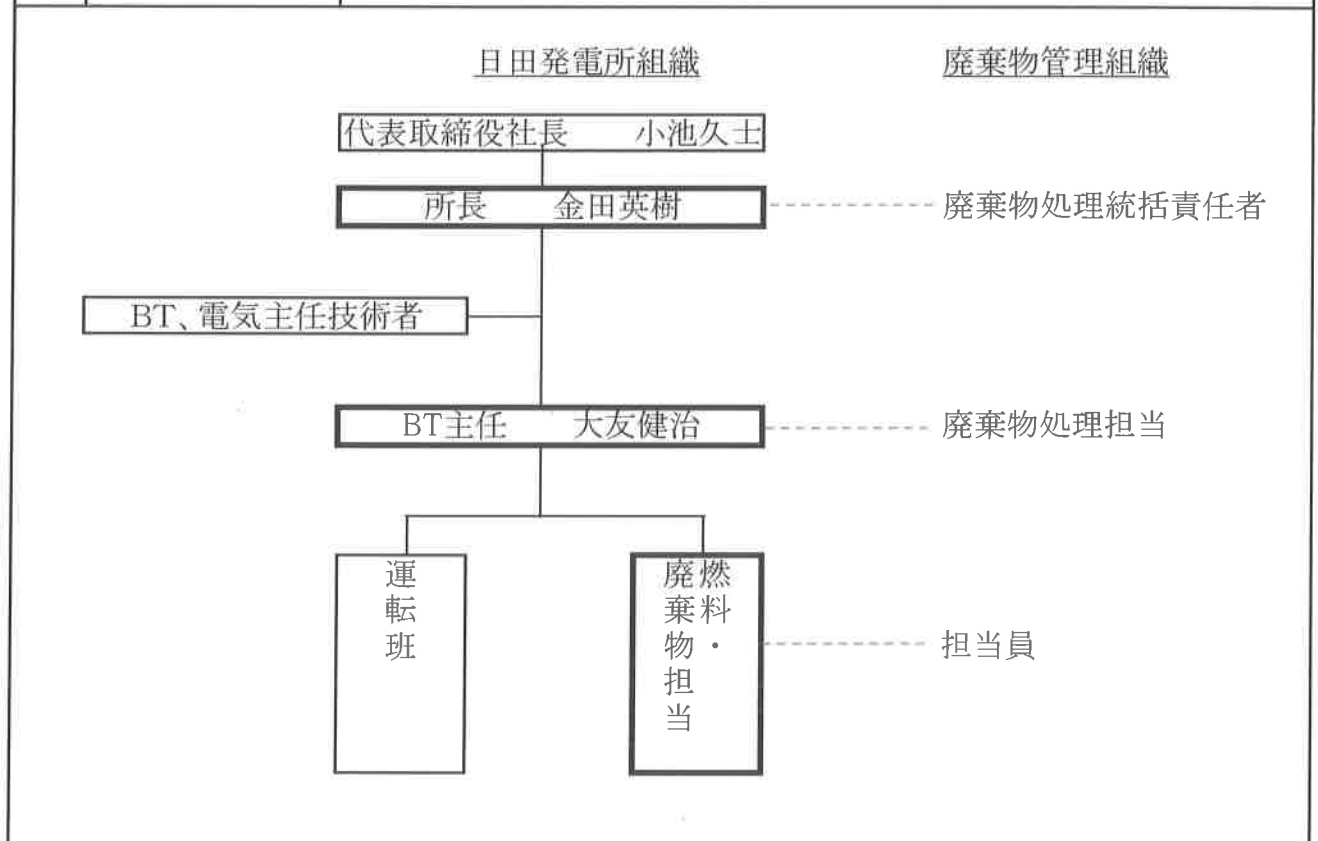 日田発電所組織
廃棄物管理組織
代表取締役社長 小池久士
所長 金田英樹
廃棄物処理統括責任者
BT、電気主任技術者
BT主任 大友健治
廃棄物処理担当
運転班
燃料・
廃棄物担当
担当員